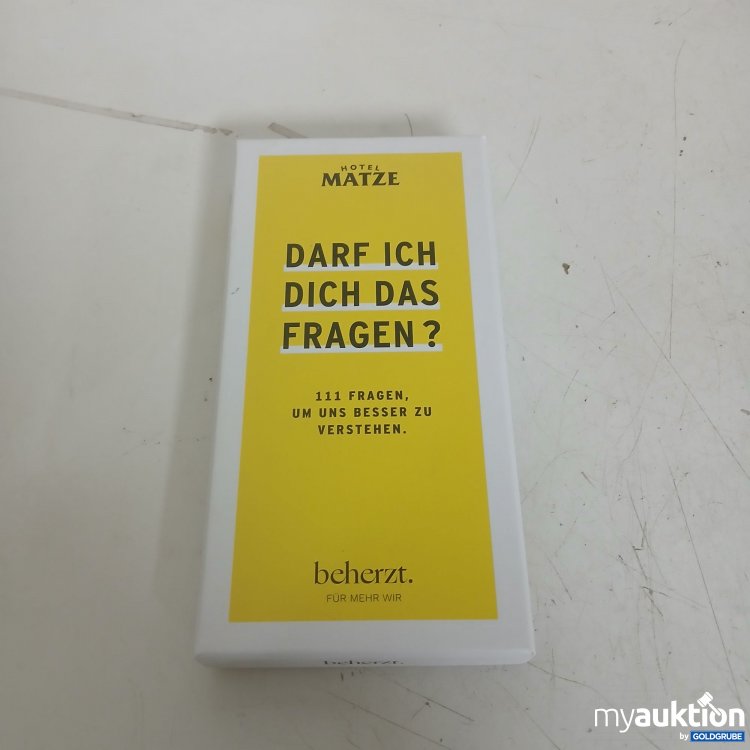 HOTEL
MATZE
DARF ICH
DICH DAS
FRAGEN?
111 FRAGEN,
UM UNS BESSER ZU
VERSTEHEN.
beherzt.
FÜR MEHR WIR
beherzt.
myauktion
by GOLDGRUBE